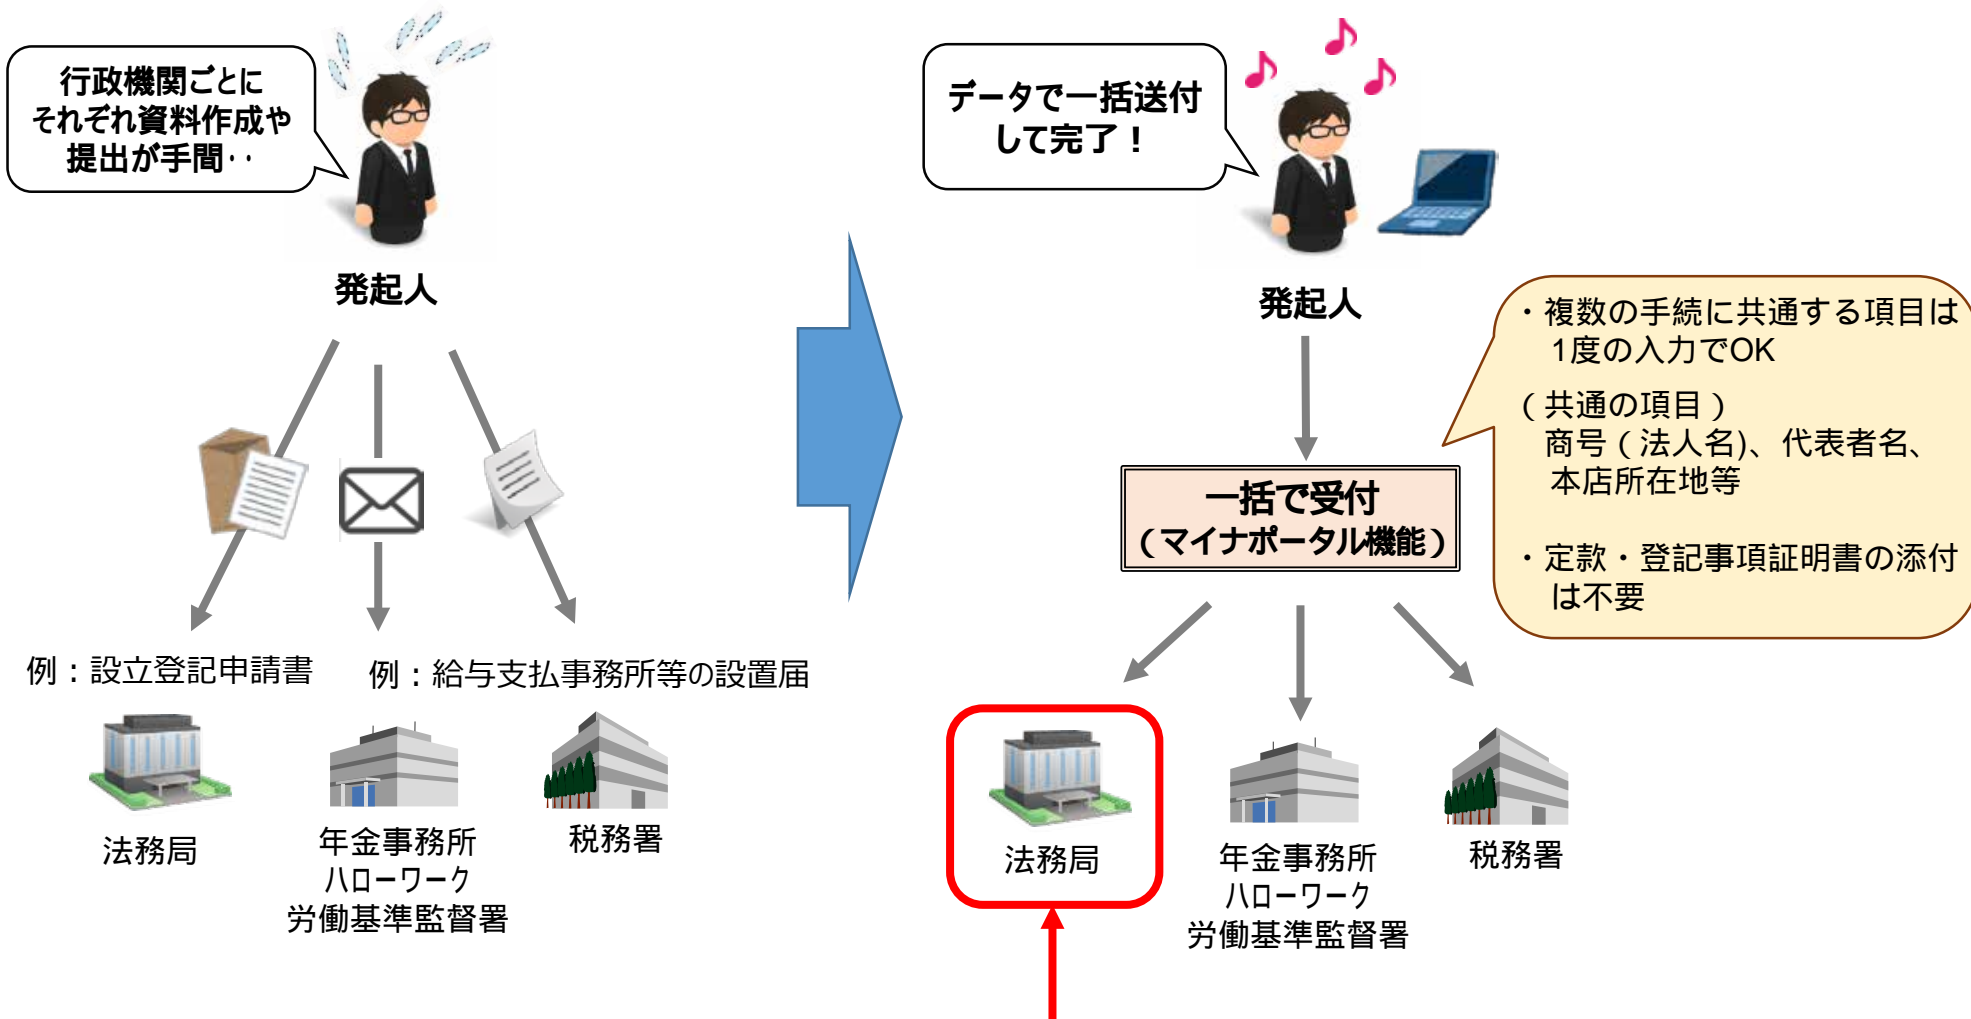 行政機関ごとに
それぞれ資料作成や
提出が手間‥
発起人
例：設立登記申請書
例：給与支払事務所等の設置届
法務局
年金事務所
ハローワーク
労働基準監督署
税務署
データで一括送付
して完了！
発起人
・複数の手続に共通する項目は
1度の入力でOK
（共通の項目）
商号（法人名)、代表者名、
本店所在地等
・定款・登記事項証明書の添付
は不要
一括で受付
（マイナポータル機能）
法務局
年金事務所
ハローワーク
労働基準監督署
税務署